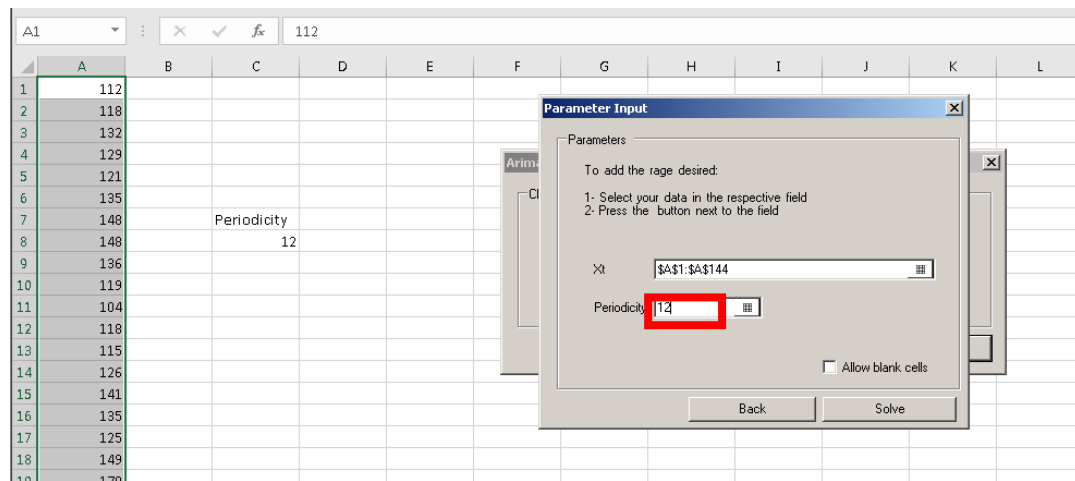 A1 fx 112
A B C D E F G H I J K L
1 112
2 118
3 132
4 129
5 121
6 135
7 148 Periodicity
8 148 12
9 136
10 119
11 104
12 118
13 115
14 126
15 141
16 135
17 125
18 149
Arima
Cl
Parameter Input
Parameters
To add the rage desired:
1- Select your data in the respective field
2- Press the button next to the field
Xt $A$1:$A$144
Periodicity 12
Allow blank cells
Back Solve